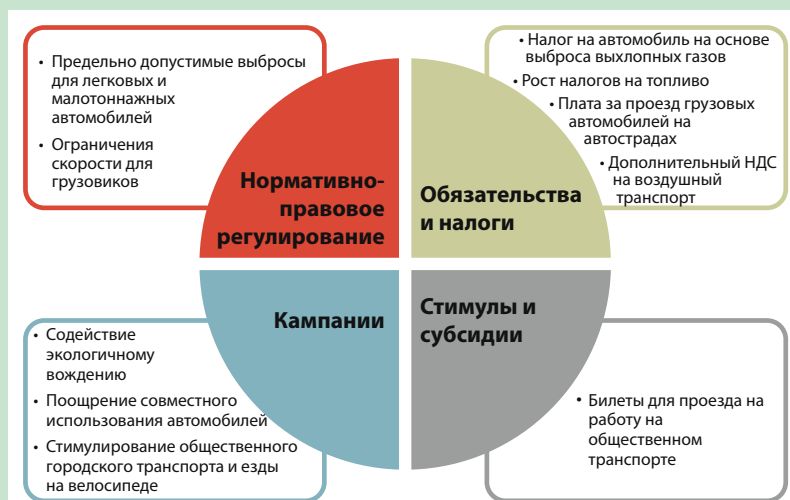 • Предельно допустимые выбросы
для легковых и
малотоннажных
автомобилей
• Ограничения
скорости для
грузовиков
Нормативно-
правовое
регулирование
• Налог на автомобиль на основе
выброса выхлопных газов
• Рост налогов на топливо
• Плата за проезд грузовых
автомобилей на
автострадах
• Дополнительный НДС
на воздушный
транспорт
Обязательства
и налоги
Кампании
• Содействие
экологичному
вождению
• Поощрение совместного
использования автомобилей
• Стимулирование общественного
городского транспорта и езды
на велосипеде
Стимулы и
субсидии
• Билеты для проезда на
работу на
общественном
транспорте